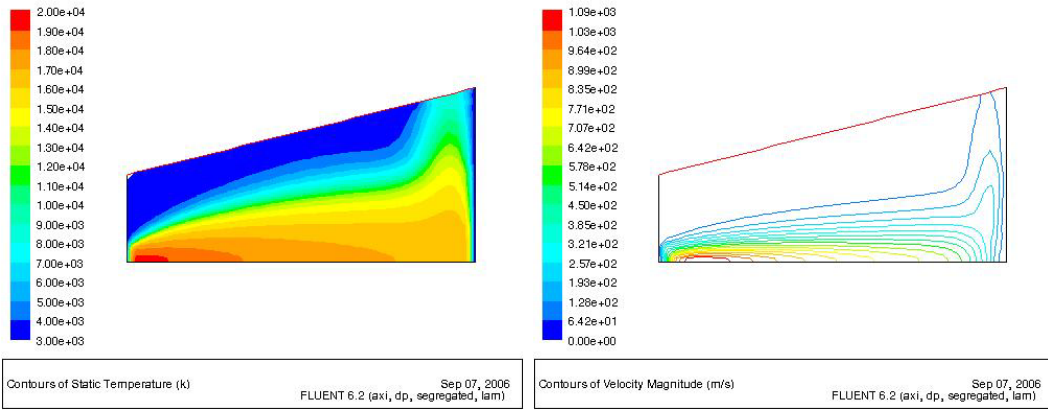 2.00e+04
1.90e+04
1.80e+04
1.70e+04
1.60e+04
1.50e+04
1.40e+04
1.30e+04
1.20e+04
1.10e+04
1.00e+04
9.00e+03
8.00e+03
7.00e+03
6.00e+03
5.00e+03
4.00e+03
3.00e+03
Contours of Static Temperature (k)
Sep 07, 2006
FLUENT 6.2 (axi, dp, segregated, lam)
1.09e+03
1.03e+03
9.64e+02
8.99e+02
8.35e+02
7.71e+02
7.07e+02
6.42e+02
5.78e+02
5.14e+02
4.50e+02
3.85e+02
3.21e+02
2.57e+02
1.93e+02
1.28e+02
6.42e+01
0.00e+00
Contours of Velocity Magnitude (m/s)
Sep 07, 2006
FLUENT 6.2 (axi, dp, segregated, lam)